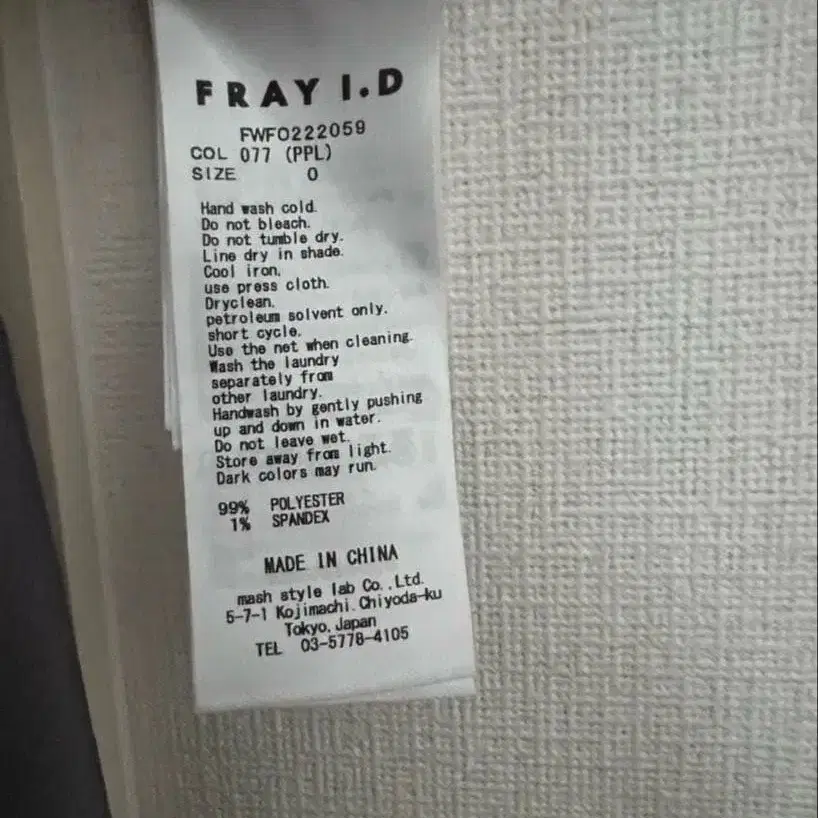 FRAY I.D
FWFO222059
COL 077 (PPL)
SIZE 0
Hand wash cold.
Do not bleach.
Do not tumble dry.
Line dry in shade.
Cool iron.
use press cloth.
Dryclean.
petroleum solvent only.
short cycle.
Use the net when cleaning.
Wash the laundry
separately from
other laundry.
Handwash by gently pushing
up and down in water.
Do not leave wet.
Store away from light.
Dark colors may run.
99% POLYESTER
1% SPANDEX
MADE IN CHINA
mash style lab Co.,Ltd.
5-7-1 Kojimachi.Chiyoda-ku
Tokyo, Japan
TEL 03-5778-4105